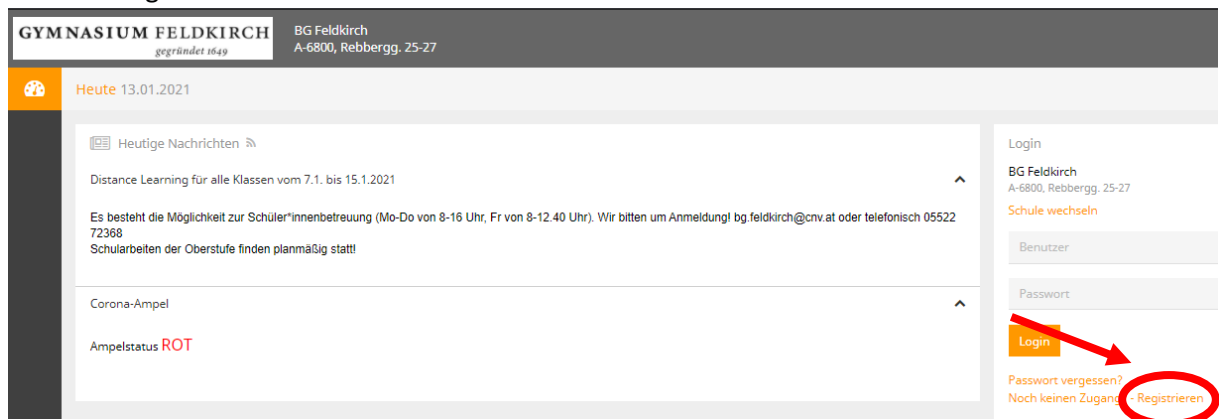 GYMNASIUM FELDKIRCH
gegründet 1649
BG Feldkirch
A-6800, Rebbergg. 25-27
Heute 13.01.2021
Heutige Nachrichten
Distance Learning für alle Klassen vom 7.1. bis 15.1.2021
Es besteht die Möglichkeit zur Schüler*innenbetreuung (Mo-Do von 8-16 Uhr, Fr von 8-12.40 Uhr). Wir bitten um Anmeldung! bg.feldkirch@cnv.at oder telefonisch 05522
72368
Schularbeiten der Oberstufe finden planmäßig statt!
Corona-Ampel
Ampelstatus ROT
Login
BG Feldkirch
A-6800, Rebbergg. 25-27
Schule wechseln
Benutzer
Passwort
Login
Passwort vergessen?
Noch keinen Zugang - Registrieren